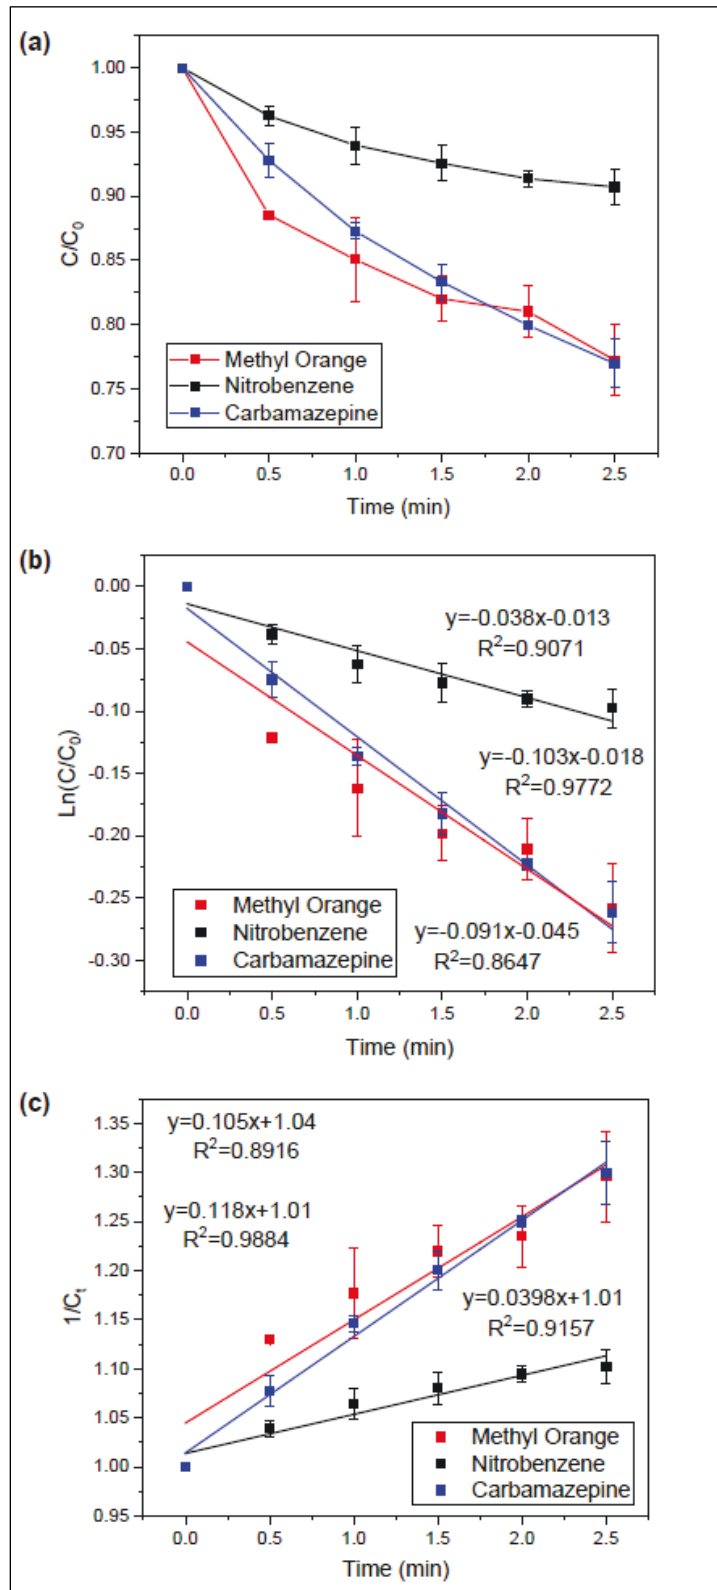 (a)
1.00
0.95
0.90
0.85
0.80
0.75
0.70
C/C₀
Methyl Orange
Nitrobenzene
Carbamazepine
0.0 0.5 1.0 1.5 2.0 2.5
Time (min)
(b)
0.00
-0.05
-0.10
-0.15
-0.20
-0.25
-0.30
Ln(C/C₀)
y=-0.038x-0.013
R²=0.9071
y=-0.103x-0.018
R²=0.9772
y=-0.091x-0.045
R²=0.8647
Methyl Orange
Nitrobenzene
Carbamazepine
0.0 0.5 1.0 1.5 2.0 2.5
Time (min)
(c)
1.35
1.30
1.25
1.20
1.15
1.10
1.05
1.00
0.95
1/Cₜ
y=0.105x+1.04
R²=0.8916
y=0.118x+1.01
R²=0.9884
y=0.0398x+1.01
R²=0.9157
Methyl Orange
Nitrobenzene
Carbamazepine
0.0 0.5 1.0 1.5 2.0 2.5
Time (min)